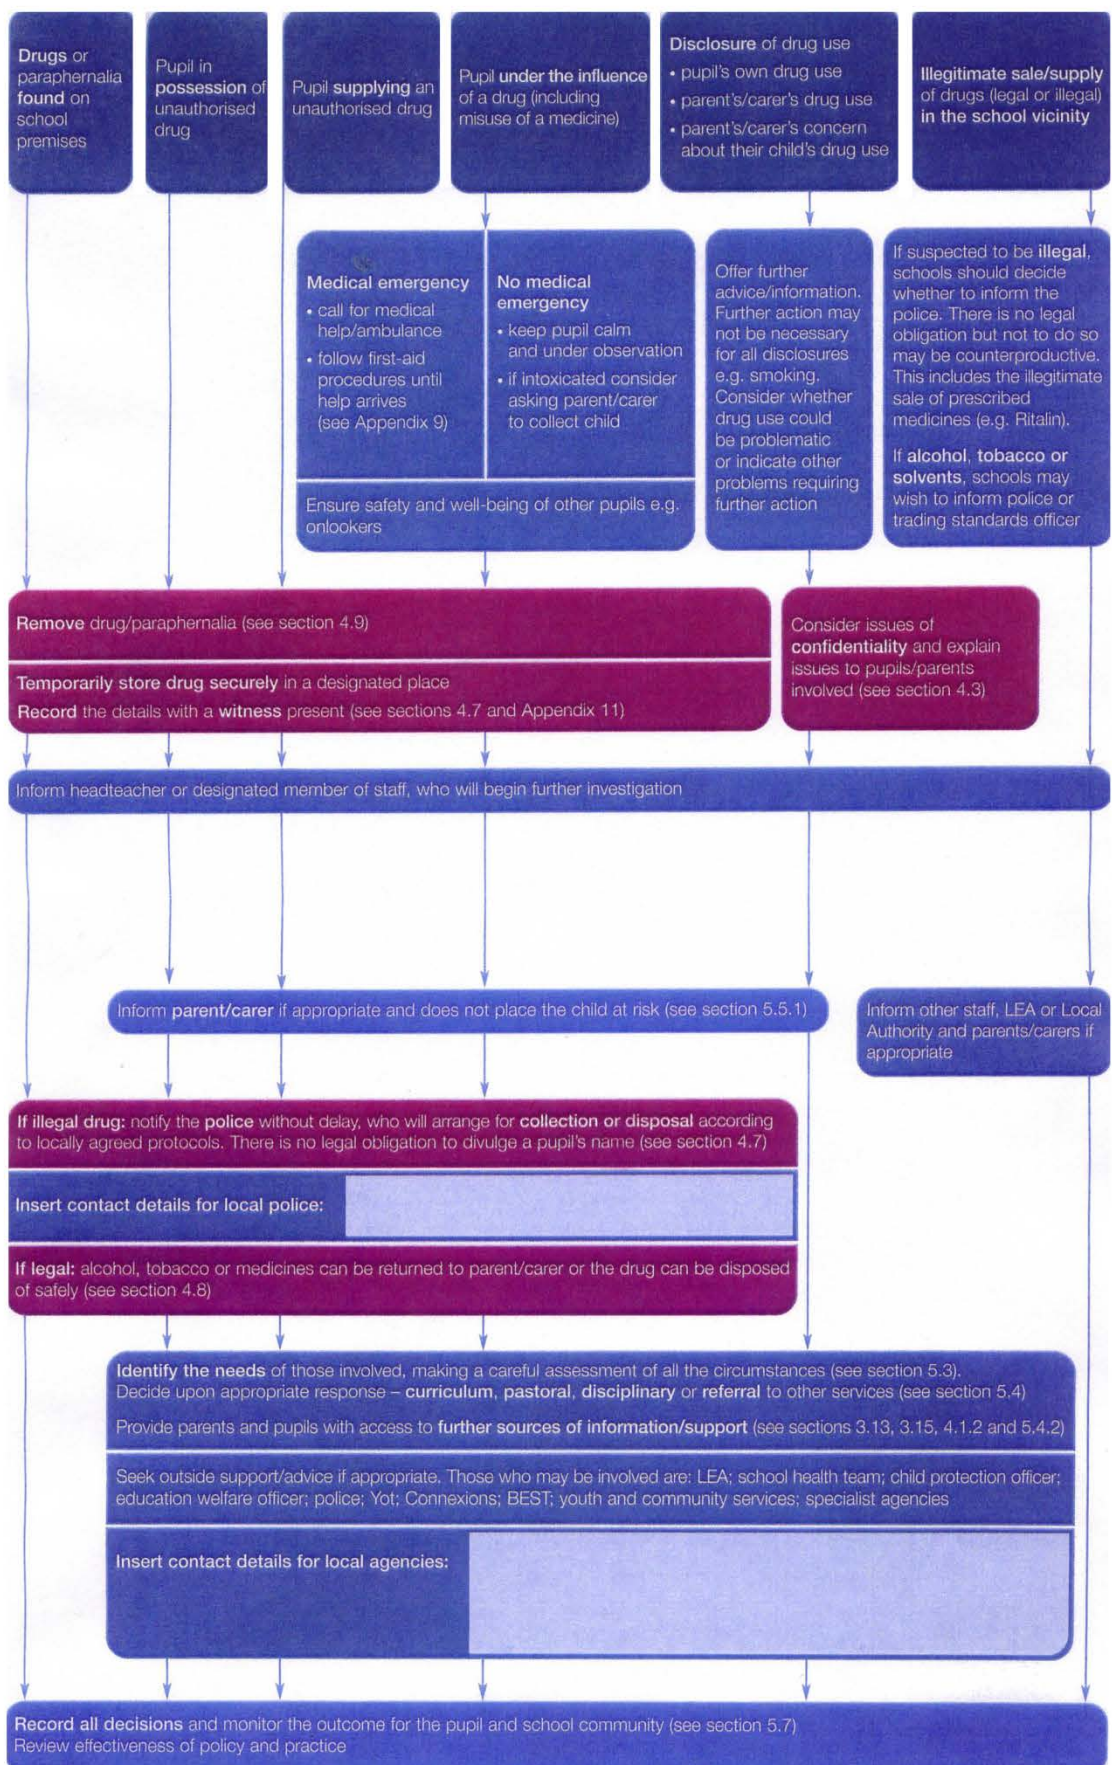 Drugs or
paraphernalia
found on
school
premises
Pupil in
possession of
unauthorised
drug
Pupil supplying an
unauthorised drug
Pupil under the influence
of a drug (including
misuse of a medicine)
Disclosure of drug use
• pupil's own drug use
• parent's/carer's drug use
• parent's/carer's concern
about their child's drug use
Illegitimate sale/supply
of drugs (legal or illegal)
in the school vicinity
Medical emergency
• call for medical
help/ambulance
• follow first-aid
procedures until
help arrives
(see Appendix 9)
No medical
emergency
• keep pupil calm
and under observation
• if intoxicated consider
asking parent/carer
to collect child
Ensure safety and well-being of other pupils e.g.
onlookers
Offer further
advice/information.
Further action may
not be necessary
for all disclosures
e.g. smoking.
Consider whether
drug use could
be problematic
or indicate other
problems requiring
further action
If suspected to be illegal,
schools should decide
whether to inform the
police. There is no legal
obligation but not to do so
may be counterproductive.
This includes the illegitimate
sale of prescribed
medicines (e.g. Ritalin).
If alcohol, tobacco or
solvents, schools may
wish to inform police or
trading standards officer
Remove drug/paraphernalia (see section 4.9)
Temporarily store drug securely in a designated place
Record the details with a witness present (see sections 4.7 and Appendix 11)
Consider issues of
confidentiality and explain
issues to pupils/parents
involved (see section 4.3)
Inform headteacher or designated member of staff, who will begin further investigation
Inform parent/carer if appropriate and does not place the child at risk (see section 5.5.1)
Inform other staff, LEA or Local
Authority and parents/carers if
appropriate
If illegal drug: notify the police without delay, who will arrange for collection or disposal according
to locally agreed protocols. There is no legal obligation to divulge a pupil's name (see section 4.7)
Insert contact details for local police:
If legal: alcohol, tobacco or medicines can be returned to parent/carer or the drug can be disposed
of safely (see section 4.8)
Identify the needs of those involved, making a careful assessment of all the circumstances (see section 5.3).
Decide upon appropriate response – curriculum, pastoral, disciplinary or referral to other services (see section 5.4)
Provide parents and pupils with access to further sources of information/support (see sections 3.13, 3.15, 4.1.2 and 5.4.2)
Seek outside support/advice if appropriate. Those who may be involved are: LEA; school health team; child protection officer;
education welfare officer; police; Yot; Connexions; BEST; youth and community services; specialist agencies
Insert contact details for local agencies:
Record all decisions and monitor the outcome for the pupil and school community (see section 5.7)
Review effectiveness of policy and practice